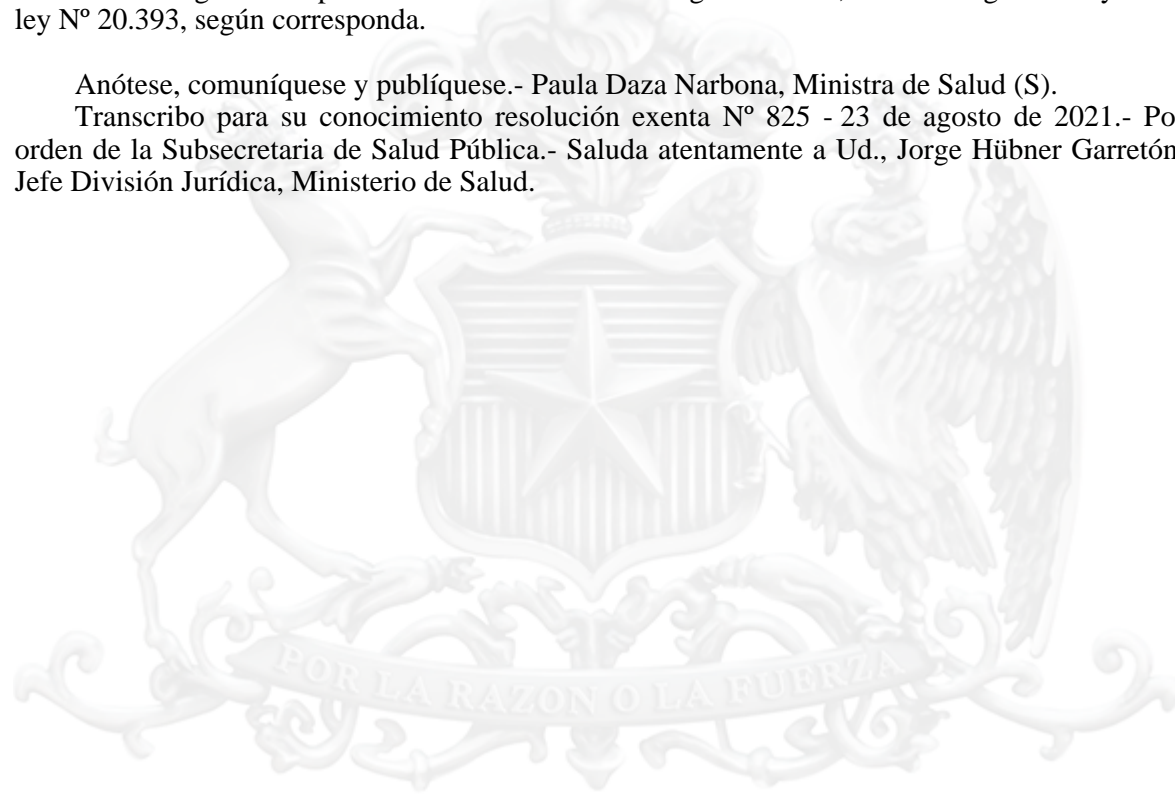 ley Nº 20.393, según corresponda.
Anótese, comuníquese y publíquese.- Paula Daza Narbona, Ministra de Salud (S).
Transcribo para su conocimiento resolución exenta Nº 825 - 23 de agosto de 2021.- Po
orden de la Subsecretaria de Salud Pública.- Saluda atentamente a Ud., Jorge Hübner Garretón
Jefe División Jurídica, Ministerio de Salud.
POR LA RAZON O LA FUERZA